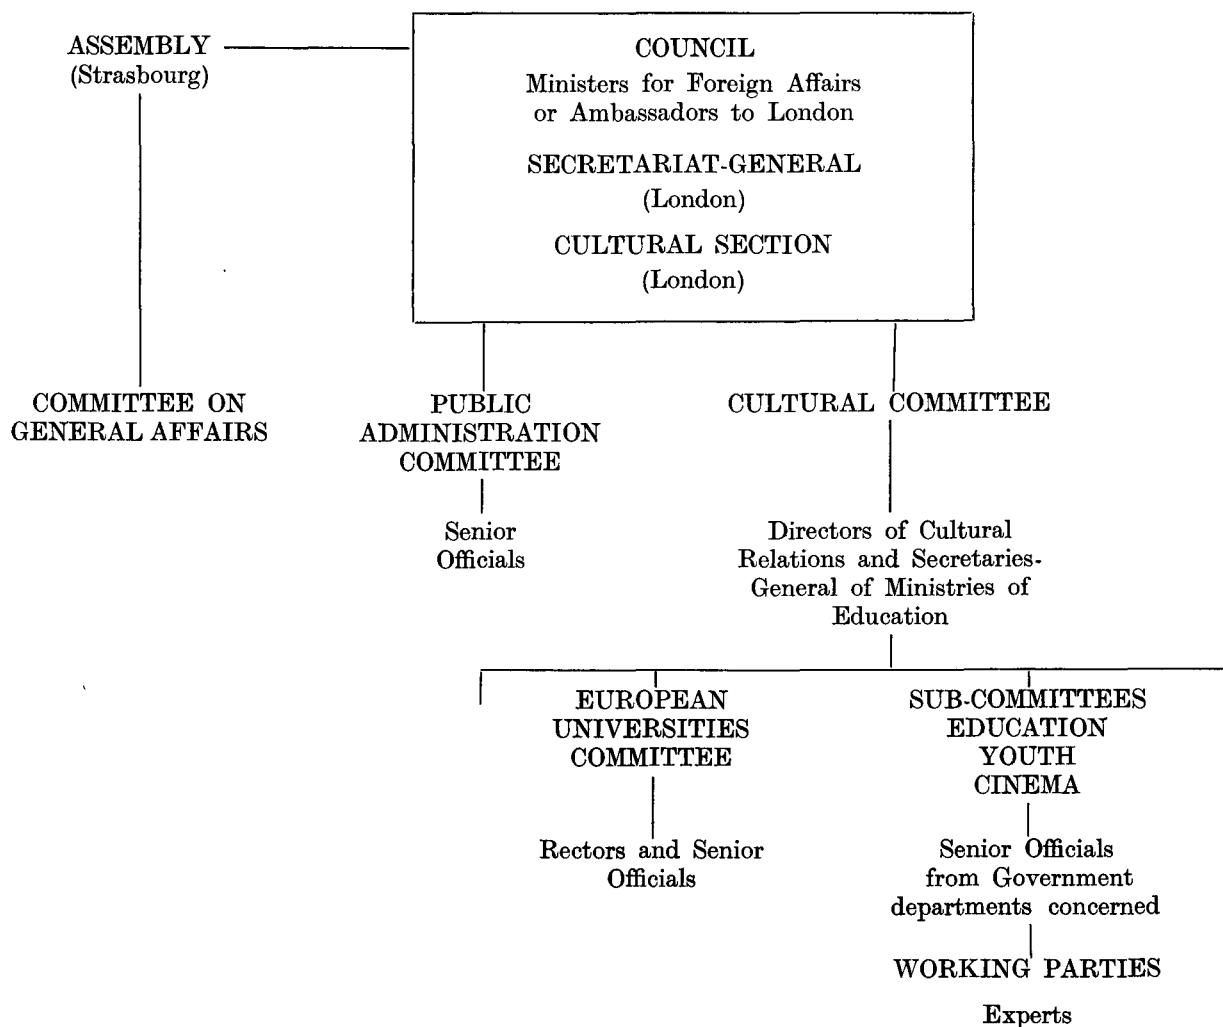 ASSEMBLY
(Strasbourg)
COUNCIL
Ministers for Foreign Affairs
or Ambassadors to London
SECRETARIAT-GENERAL
(London)
CULTURAL SECTION
(London)
COMMITTEE ON
GENERAL AFFAIRS
PUBLIC
ADMINISTRATION
COMMITTEE
Senior
Officials
CULTURAL COMMITTEE
Directors of Cultural
Relations and Secretaries-
General of Ministries of
Education
EUROPEAN
UNIVERSITIES
COMMITTEE
Rectors and Senior
Officials
SUB-COMMITTEES
EDUCATION
YOUTH
CINEMA
Senior Officials
from Government
departments concerned
WORKING PARTIES
Experts